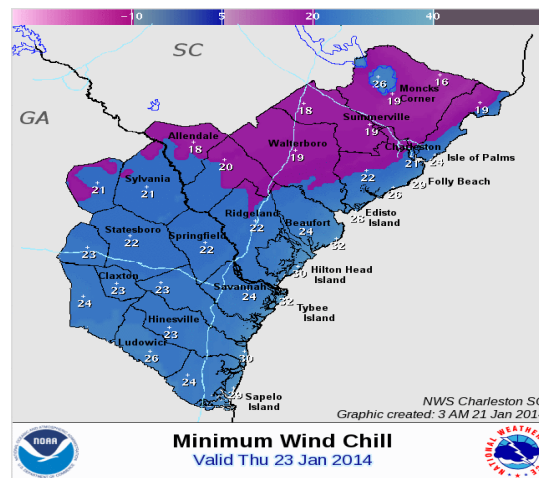 -10 5 20 40
SC
GA
26
16
19
Moncks
Corner
18
19
Summerville
19
Allendale
18
Walterboro
19
Charleston
21
24
Isle of Palms
20
22
29
Folly Beach
26
21
Sylvania
21
Edisto
Island
28
Ridgeland
22
Beaufort
24
32
Statesboro
22
Springfield
22
23
Hilton Head
Island
30
Claxton
23
23
Savannah
24
32
Tybee
Island
24
Hinesville
23
Ludowici
26
30
24
29
Sapelo
Island
NWS Charleston SC
Graphic created: 3 AM 21 Jan 2014
Minimum Wind Chill
Valid Thu 23 Jan 2014
NOAA